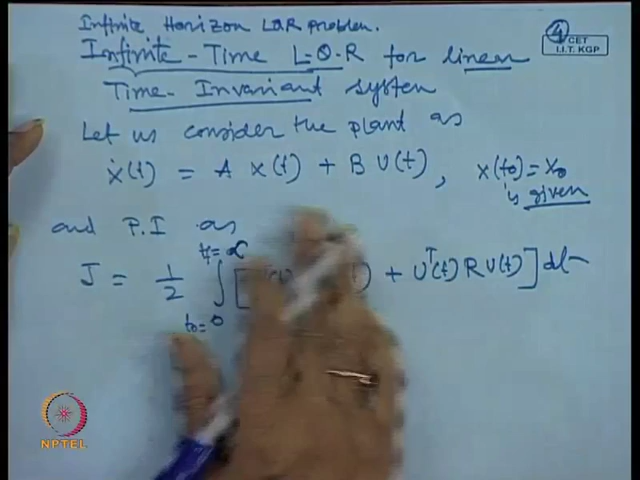 Infinite Horizon LQR problem.
④
CET
I.I.T. KGP
Infinite - Time L-Q.R for linear
Time-Invariant system
Let us consider the plant as
ẋ(t) = A x(t) + B U(t), x(t0) = x0
is given
and P.I as
J = 1/2 ∫ [ ) + Uᵀ(t) R U(t) ] dt
tf = ∝
t0 = 0
NPTEL